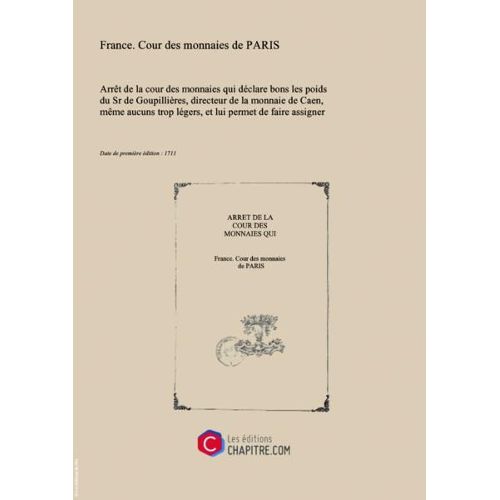 France. Cour des monnaies de PARIS
Arrêt de la cour des monnaies qui déclare bons les poids
du Sr de Goupillières, directeur de la monnaie de Caen,
même aucuns trop légers, et lui permet de faire assigner
Date de première édition : 1711
ARRET DE LA
COUR DES
MONNAIES QUI
France. Cour des monnaies
de PARIS
Les éditions
CHAPITRE.COM